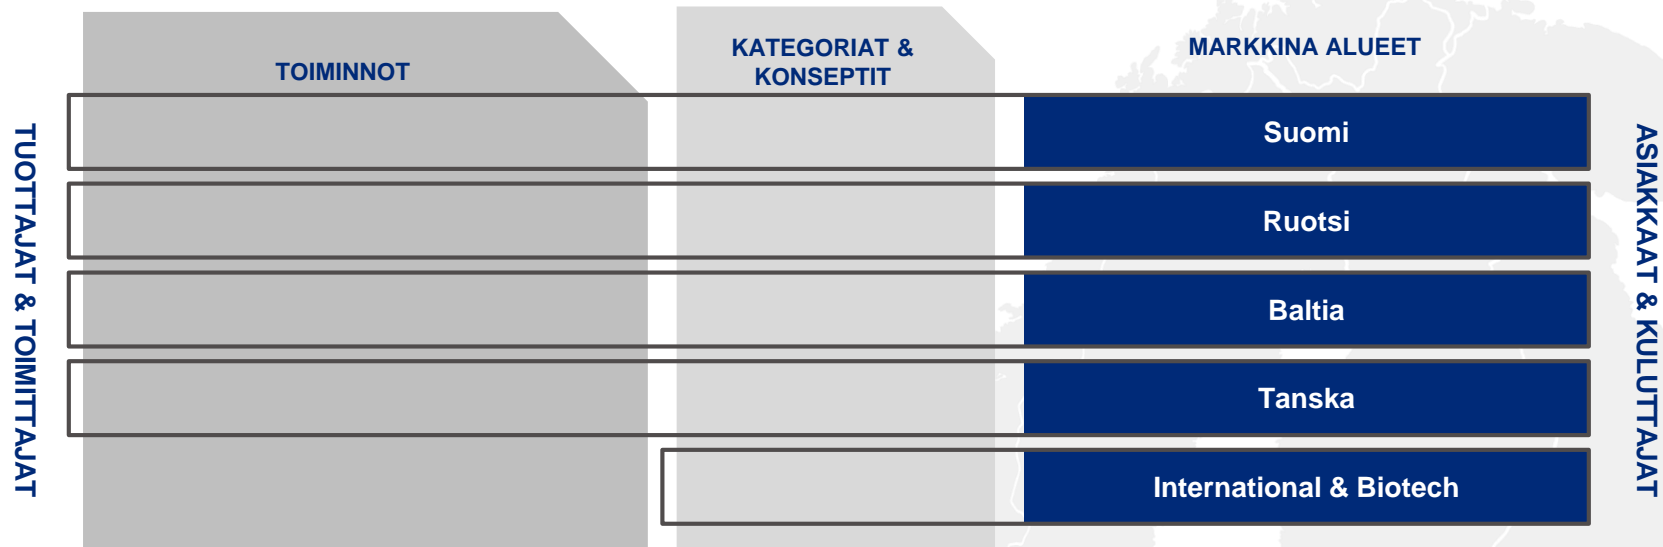 TOIMINNOT
KATEGORIAT &
KONSEPTIT
MARKKINA ALUEET
TUOTTAJAT & TOIMITTAJAT
Suomi
Ruotsi
Baltia
Tanska
International & Biotech
ASIAKKAAT & KULUTTAJAT